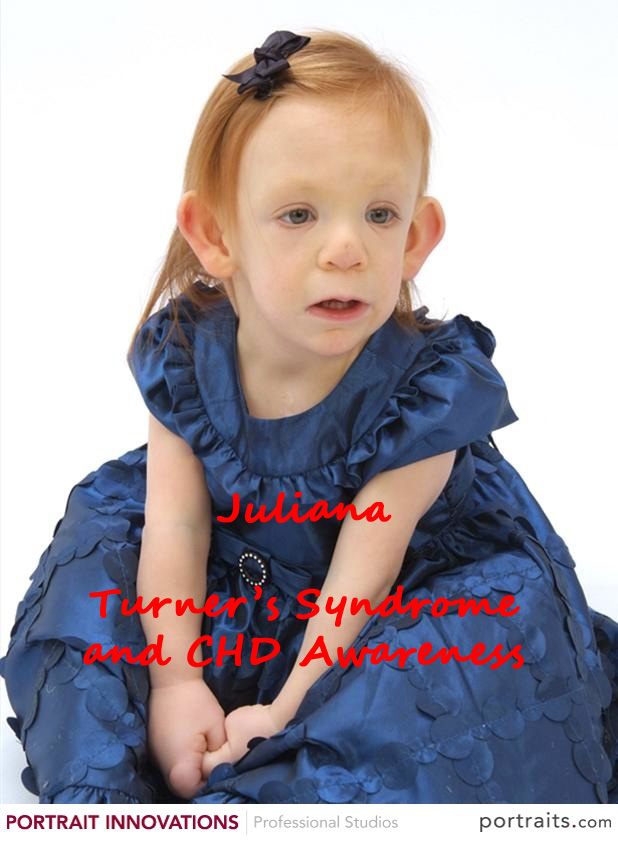 Juliana
Turner's Syndrome
and CHD Awareness
PORTRAIT INNOVATIONS | Professional Studios
portraits.com